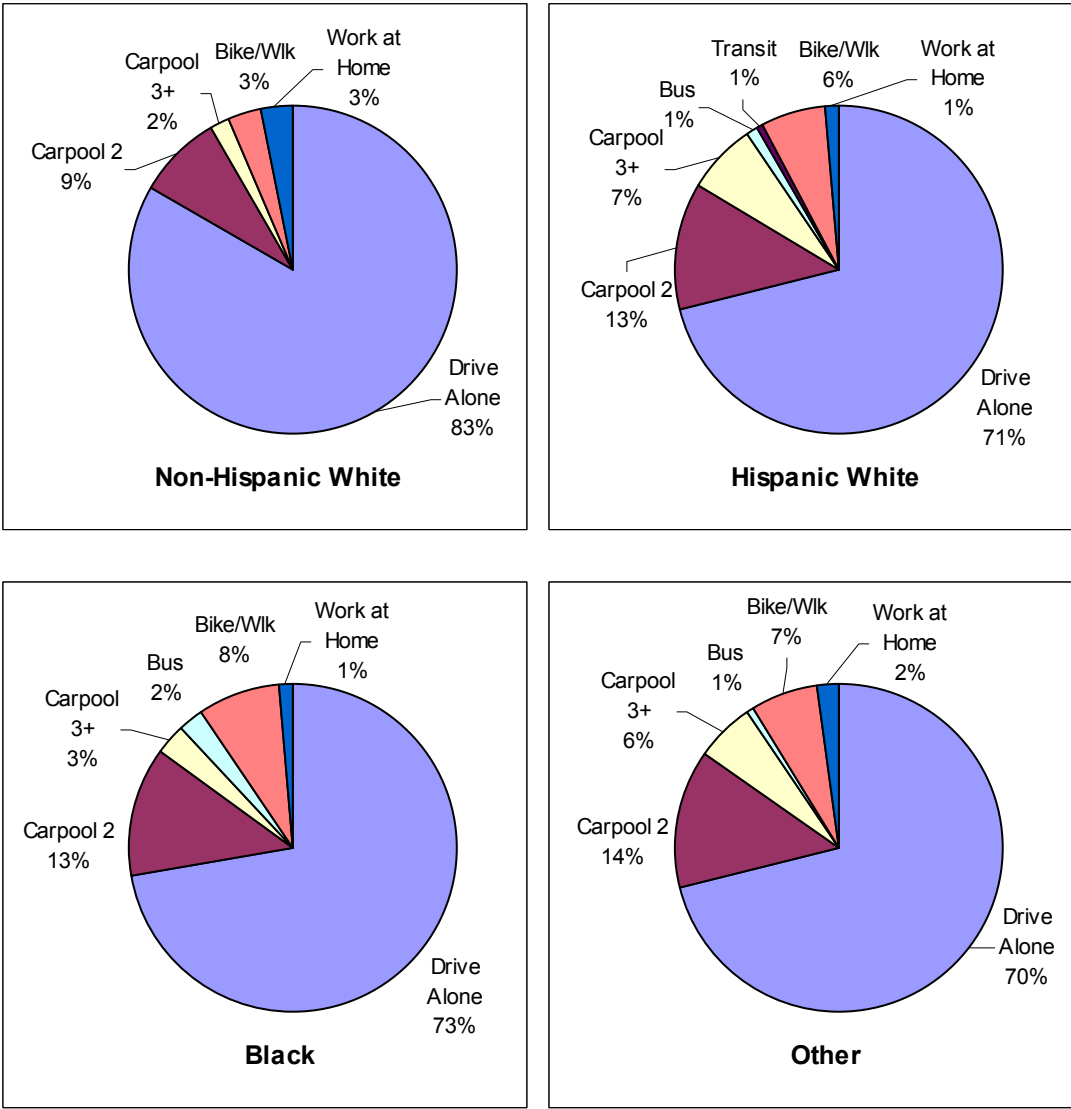 Carpool
3+
2%
Bike/Wlk
3%
Work at
Home
3%
Carpool 2
9%
Drive
Alone
83%
Non-Hispanic White
Transit
1%
Bike/Wlk
6%
Work at
Home
1%
Bus
1%
Carpool
3+
7%
Carpool 2
13%
Drive
Alone
71%
Hispanic White
Bike/Wlk
8%
Work at
Home
1%
Bus
2%
Carpool
3+
3%
Carpool 2
13%
Drive
Alone
73%
Black
Bike/Wlk
7%
Work at
Home
2%
Bus
1%
Carpool
3+
6%
Carpool 2
14%
Drive
Alone
70%
Other